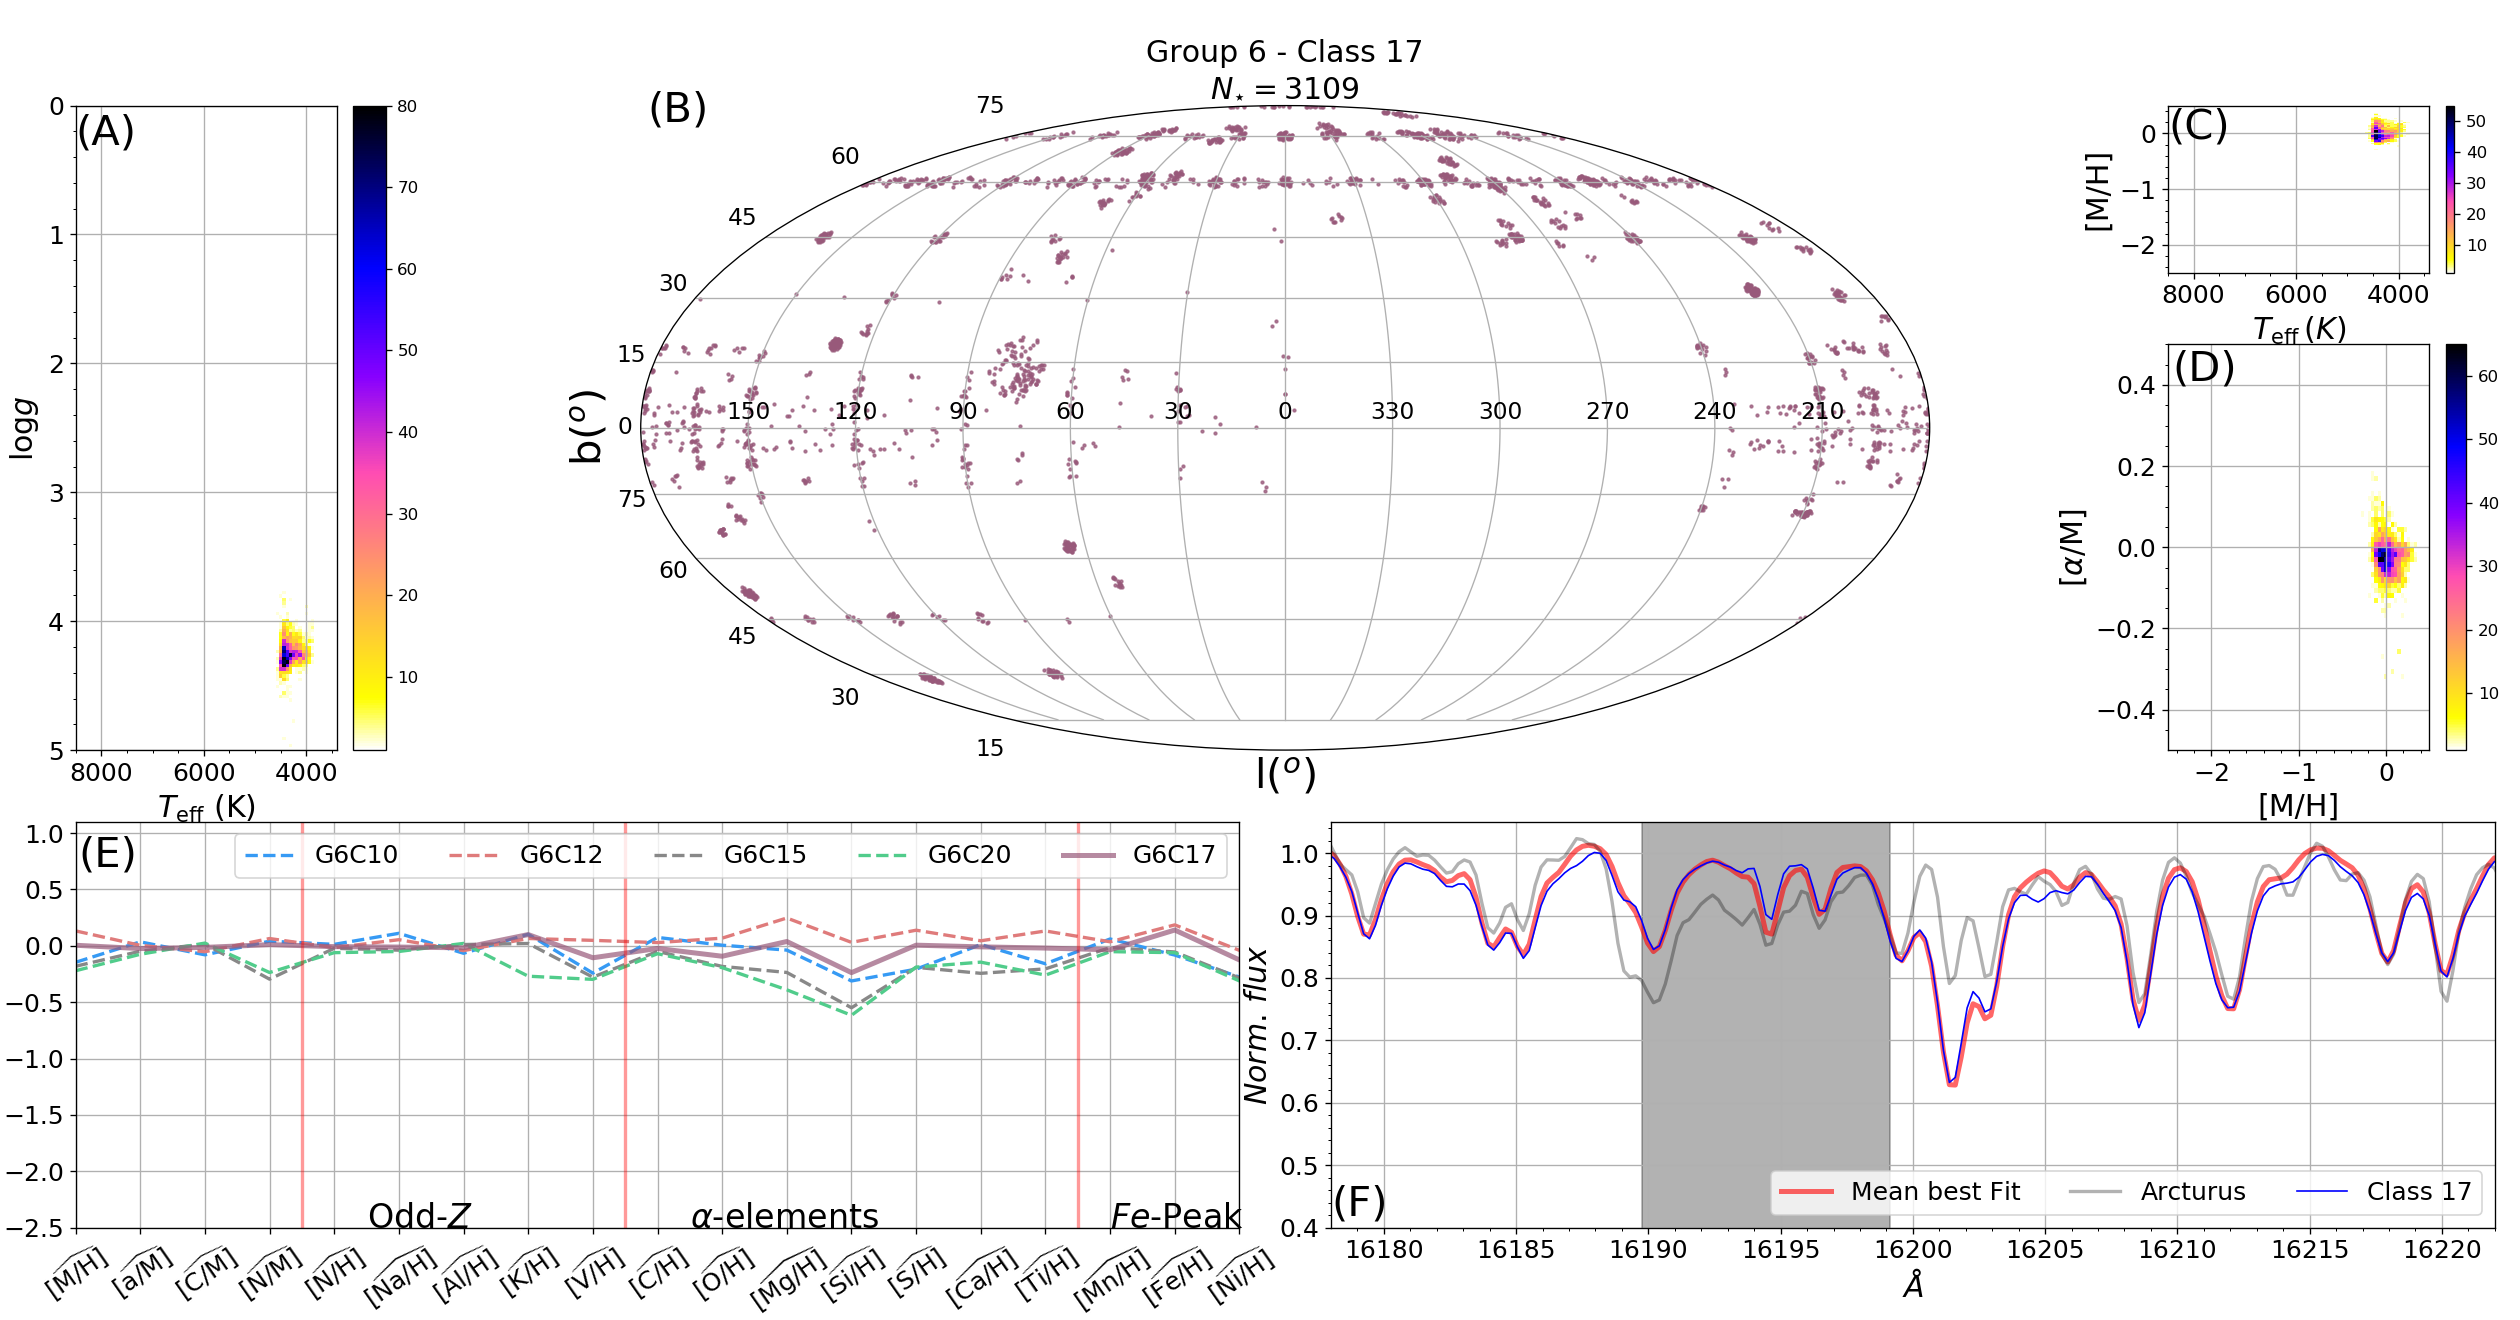 Group 6 - Class 17
N⋆ = 3109
(A)
0
1
2
3
4
5
logg
8000 6000 4000
Teff (K)
80
70
60
50
40
30
20
10
(B)
75
60
45
30
15
0
75
60
45
30
15
b(°)
150 120 90 60 30 0 330 300 270 240 210
l(°)
(C)
0
−1
−2
[M/H]
8000 6000 4000
Teff (K)
50
40
30
20
10
(D)
0.4
0.2
0.0
−0.2
−0.4
[α/M]
−2 −1 0
[M/H]
60
50
40
30
20
10
(E)
1.0
0.5
0.0
−0.5
−1.0
−1.5
−2.0
−2.5
G6C10 G6C12 G6C15 G6C20 G6C17
Odd-Z α-elements Fe-Peak
[M/H] [a/M] [C/M] [N/M] [N/H] [Na/H] [Al/H] [K/H] [V/H] [C/H] [O/H] [Mg/H] [Si/H] [S/H] [Ca/H] [Ti/H] [Mn/H] [Fe/H] [Ni/H]
Norm. flux
1.0
0.9
0.8
0.7
0.6
0.5
0.4
(F)
Mean best Fit Arcturus Class 17
16180 16185 16190 16195 16200 16205 16210 16215 16220
Å